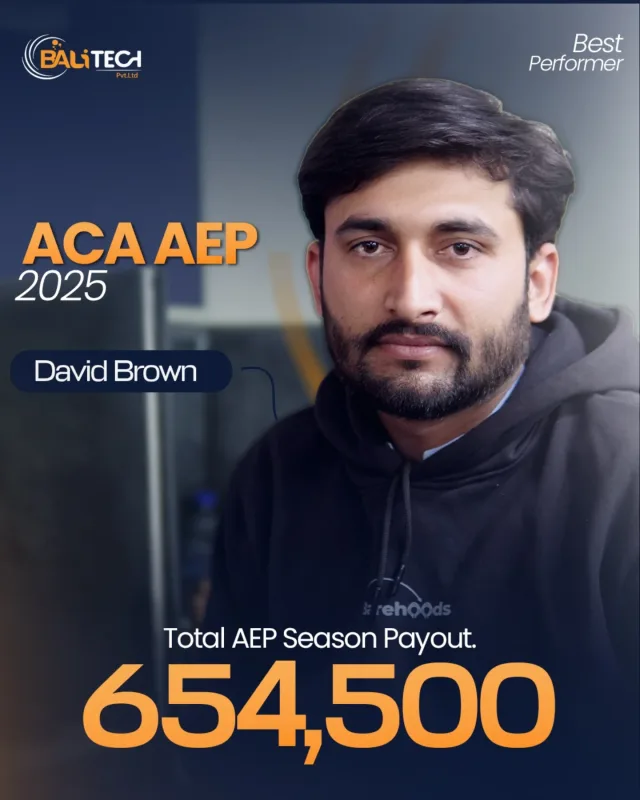 BALiTECH
Pvt.Ltd
Best
Performer
ACA AEP
2025
David Brown
Total AEP Season Payout.
654,500